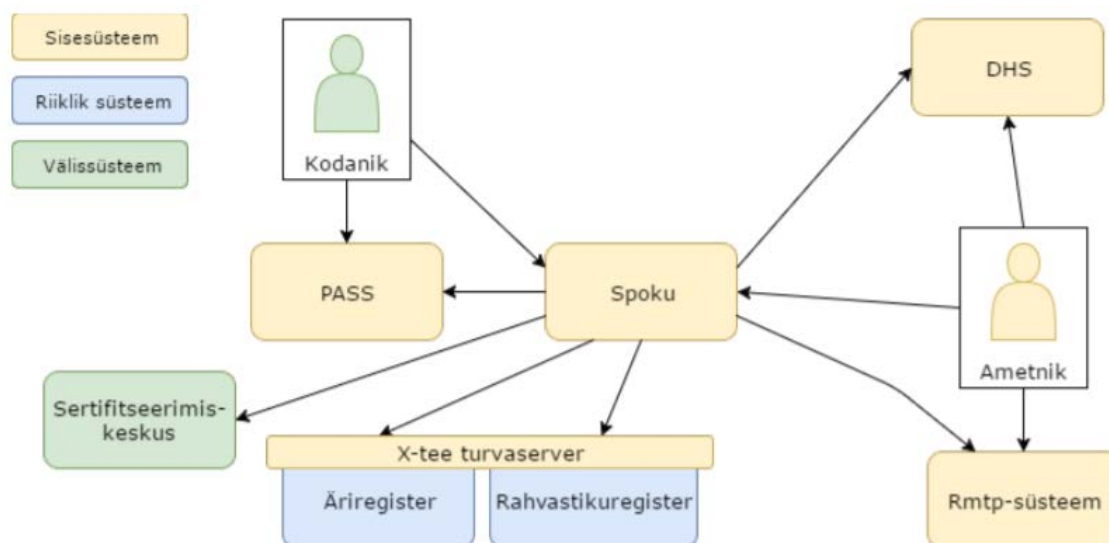 Sisesüsteem
Riiklik süsteem
Välissüsteem
Kodanik
DHS
PASS
Spoku
Ametnik
Sertifitseerimis-
keskus
X-tee turvaserver
Äriregister
Rahvastikuregister
Rmtp-süsteem